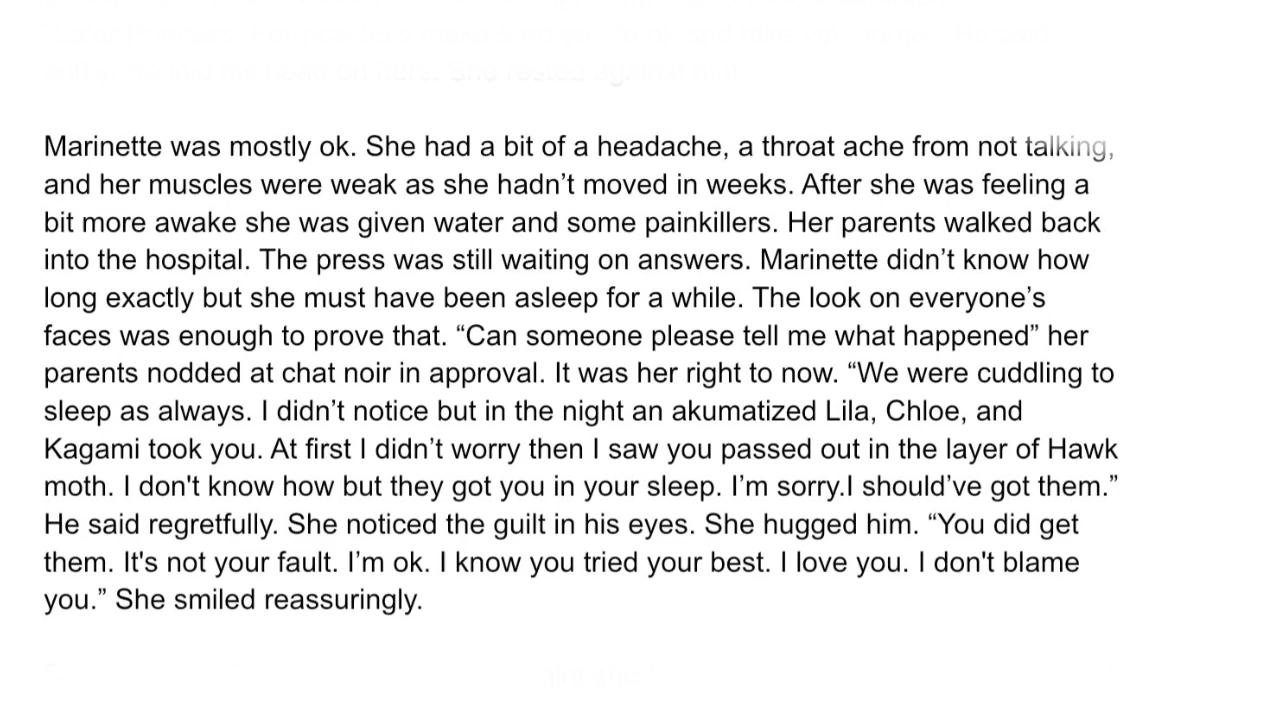 Marinette was mostly ok. She had a bit of a headache, a throat ache from not talking,
and her muscles were weak as she hadn’t moved in weeks. After she was feeling a
bit more awake she was given water and some painkillers. Her parents walked back
into the hospital. The press was still waiting on answers. Marinette didn’t know how
long exactly but she must have been asleep for a while. The look on everyone’s
faces was enough to prove that. “Can someone please tell me what happened” her
parents nodded at chat noir in approval. It was her right to now. “We were cuddling to
sleep as always. I didn’t notice but in the night an akumatized Lila, Chloe, and
Kagami took you. At first I didn’t worry then I saw you passed out in the layer of Hawk
moth. I don't know how but they got you in your sleep. I’m sorry.I should’ve got them.”
He said regretfully. She noticed the guilt in his eyes. She hugged him. “You did get
them. It's not your fault. I’m ok. I know you tried your best. I love you. I don't blame
you.” She smiled reassuringly.